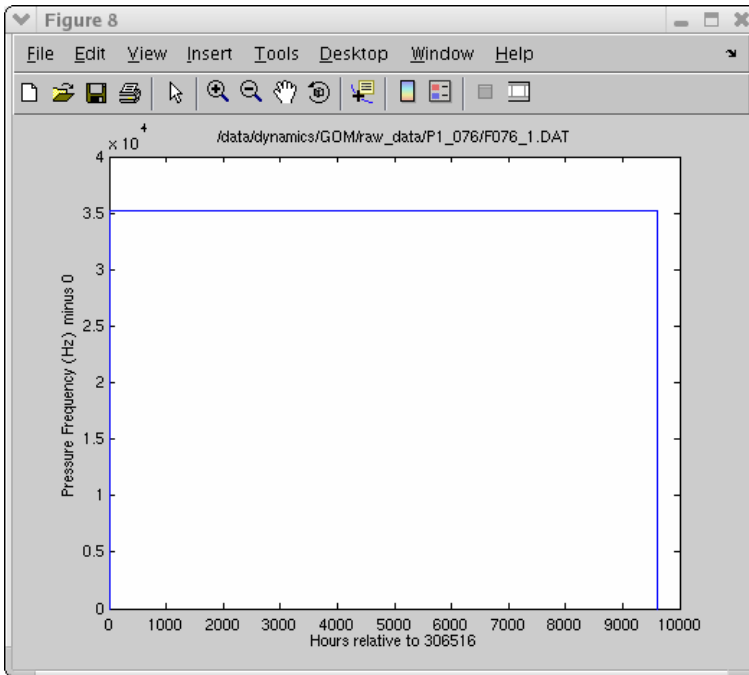 Figure 8
File Edit View Insert Tools Desktop Window Help
/data/dynamics/GOM/raw_data/P1_076/F076_1.DAT
x 10^4
4
3.5
3
2.5
2
1.5
1
0.5
0
Pressure Frequency (Hz) minus 0
0 1000 2000 3000 4000 5000 6000 7000 8000 9000 10000
Hours relative to 306516